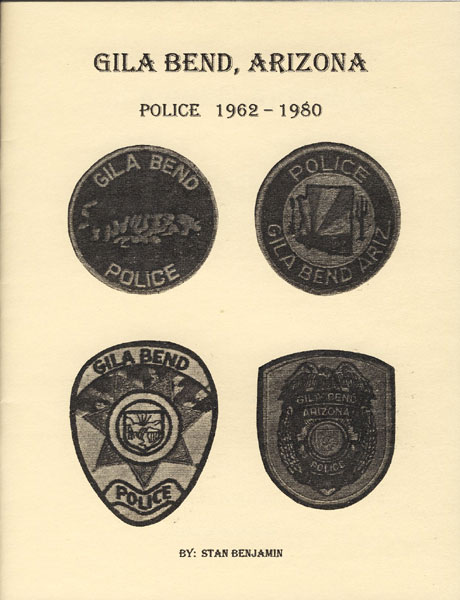 GILA BEND, ARIZONA
POLICE 1962 – 1980
GILA BEND
POLICE
POLICE
GILA BEND ARIZ.
GILA BEND
POLICE
GILA BEND
ARIZONA
POLICE
BY: STAN BENJAMIN